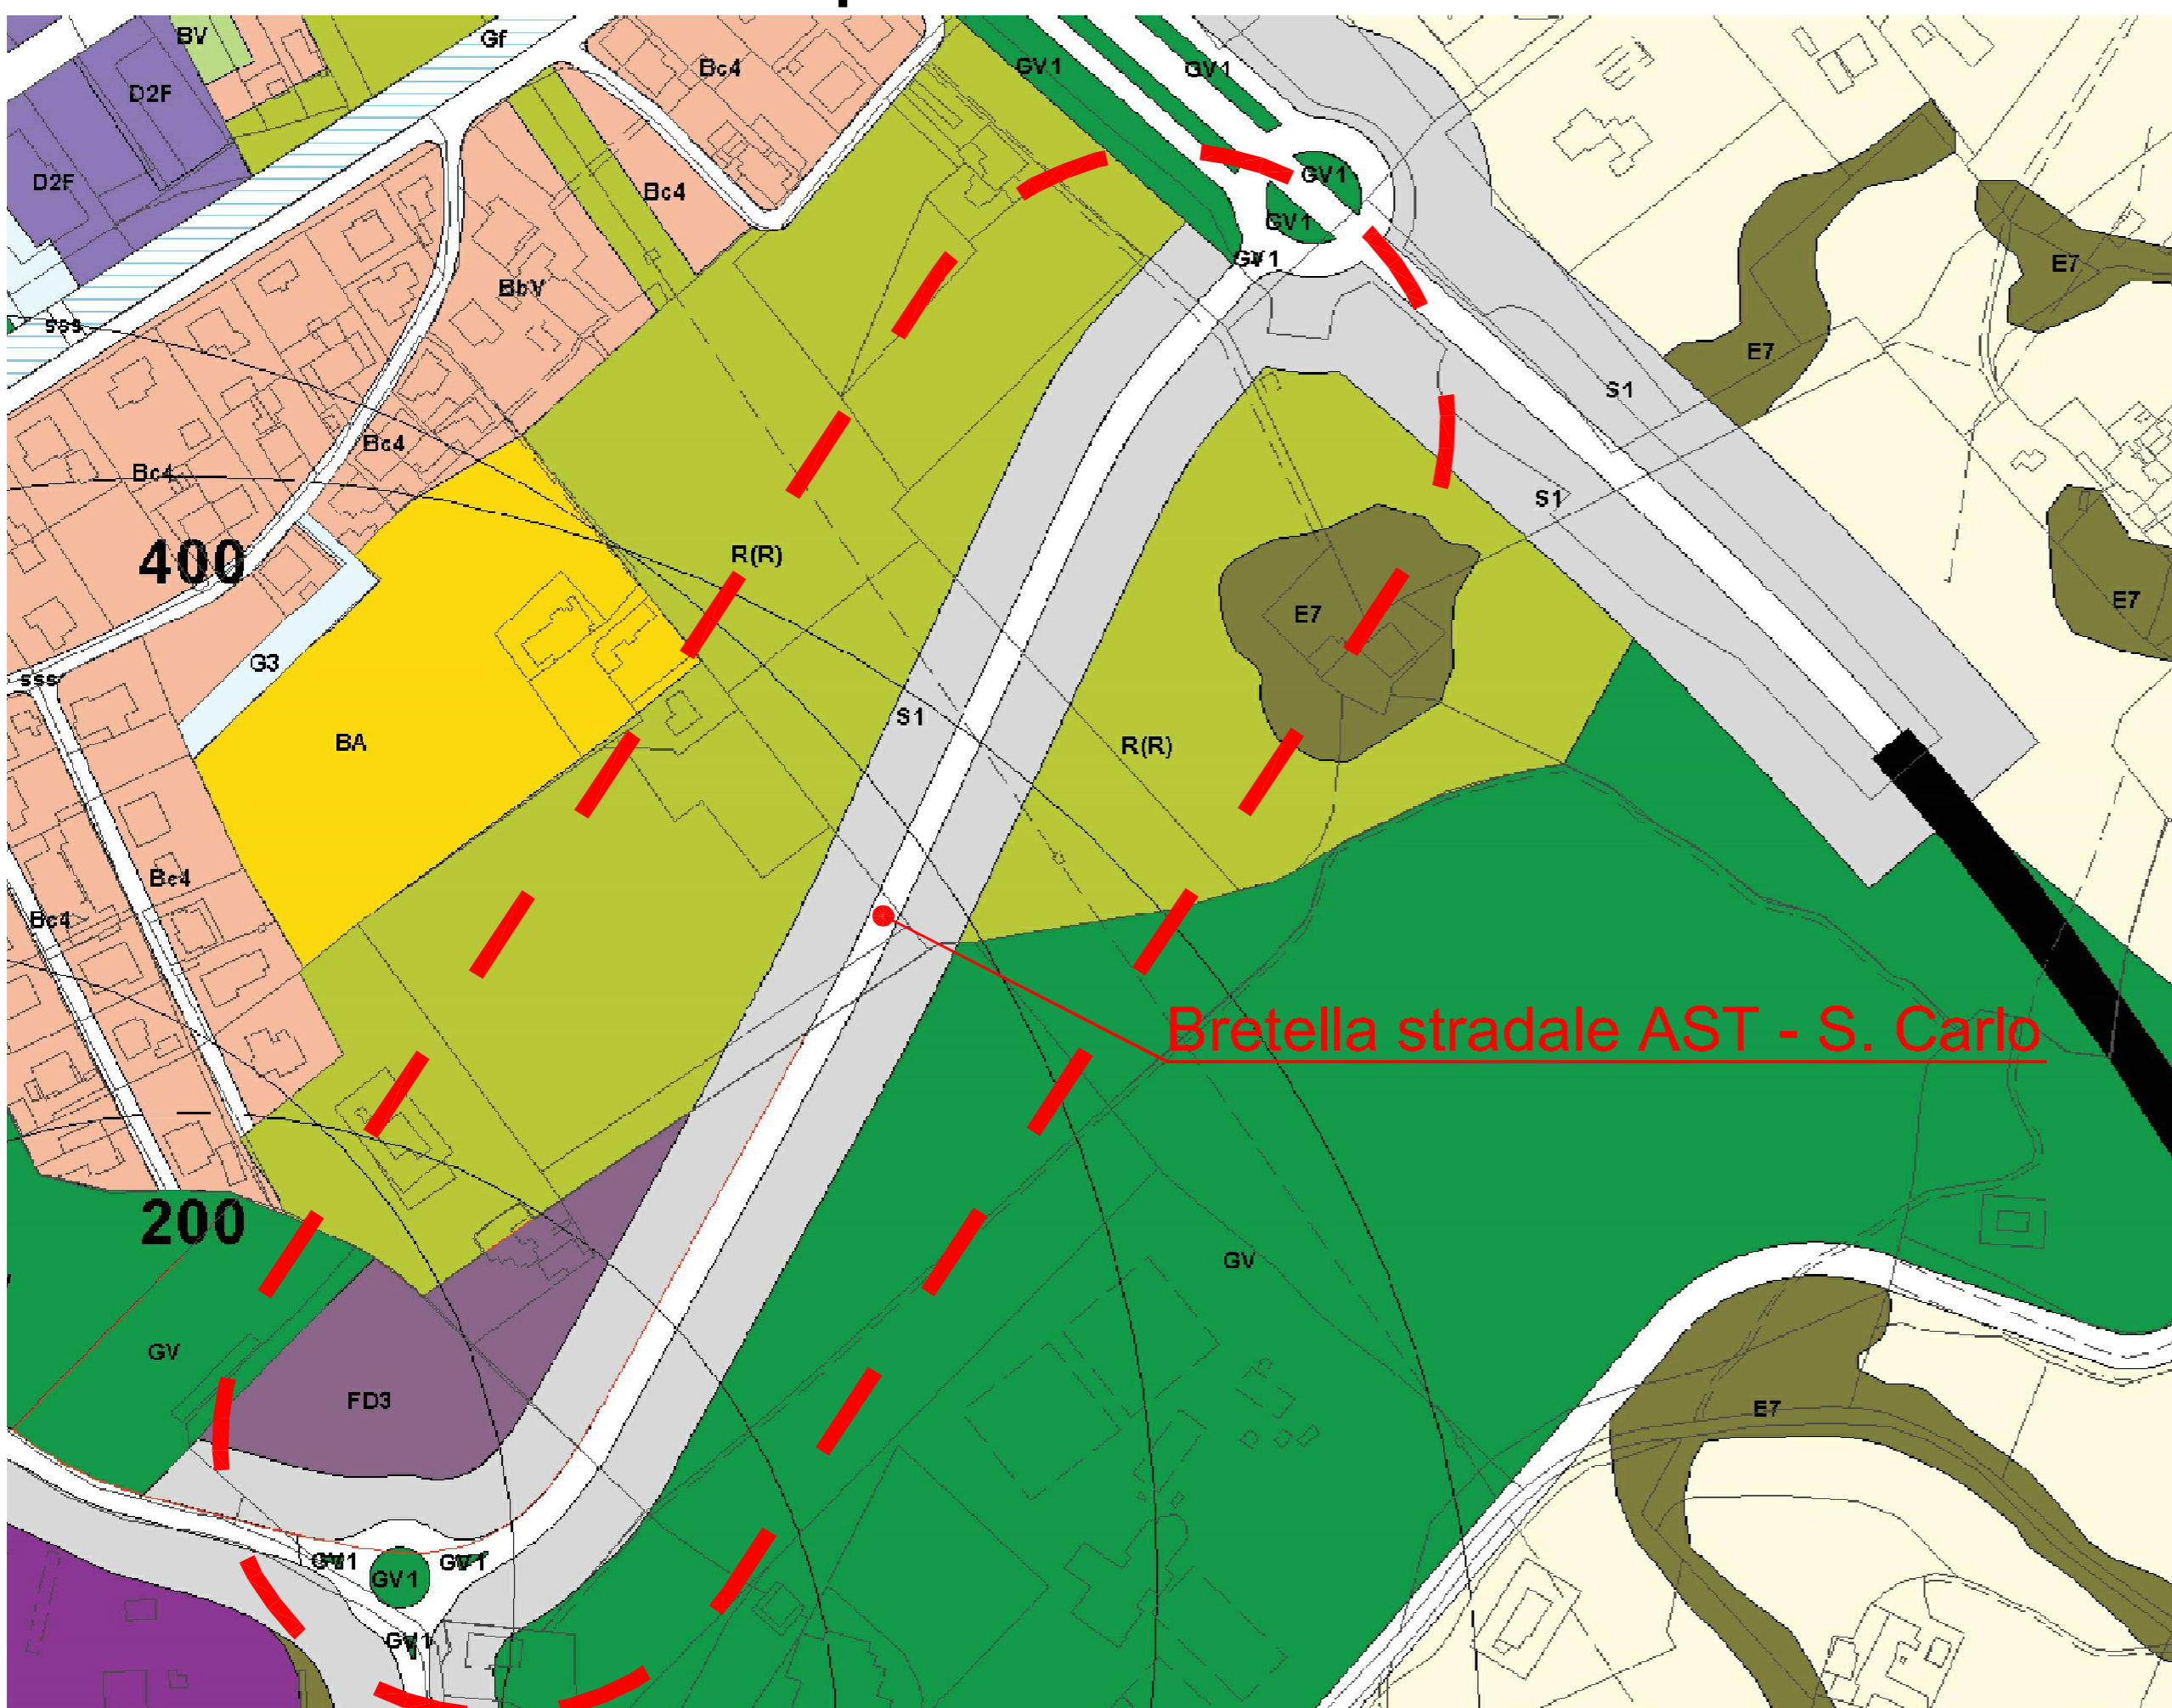 BV
Gf
Bc4
GV1
GV1
D2F
D2F
Bc4
GV1
GV1
GV1
E7
BbV
sss
E7
S1
Bc4
Bc4
S1
400
R(R)
E7
E7
G3
sss
S1
BA
R(R)
Bc4
Bc4
Bretella stradale AST - S. Carlo
200
GV
GV
FD3
E7
GV1
GV1
GV1
GV1